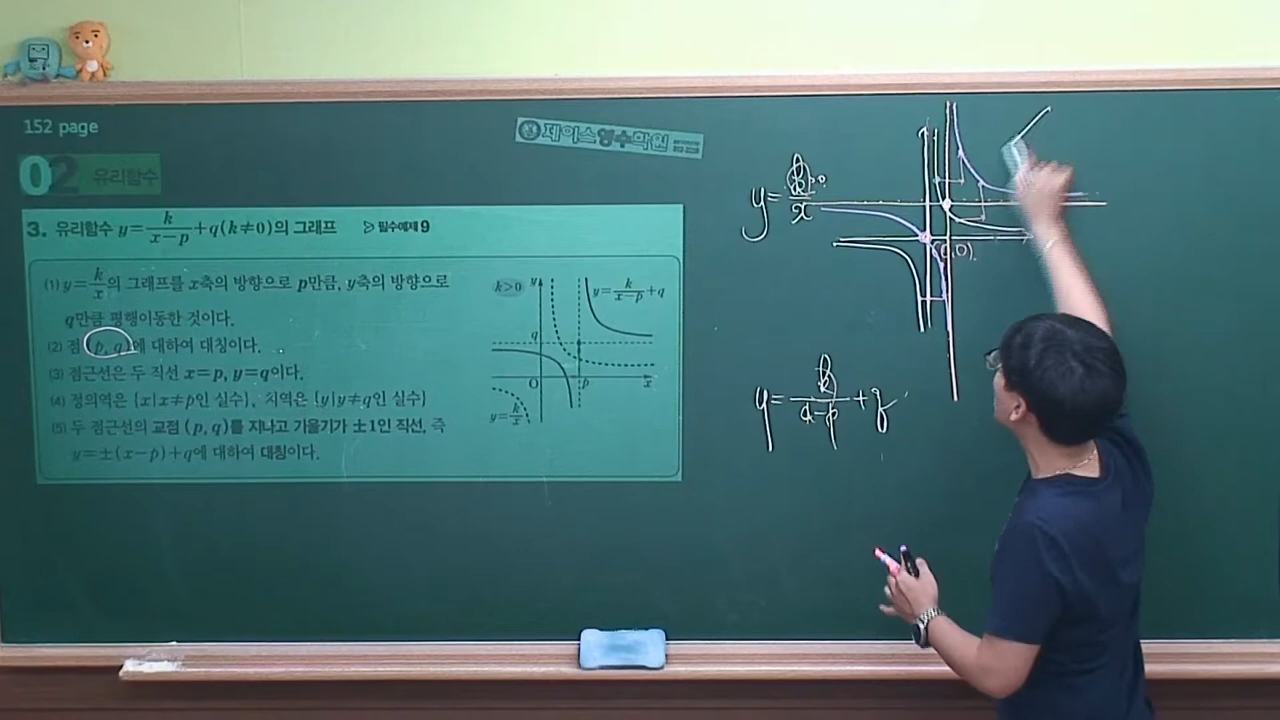 152 page
제이스영수학원
02 유리함수
3. 유리함수 y=k/(x-p)+q(k≠0)의 그래프 ▷필수예제 9
(1) y=k/x의 그래프를 x축의 방향으로 p만큼, y축의 방향으로
q만큼 평행이동한 것이다.
(2) 점 (p, q)에 대하여 대칭이다.
(3) 점근선은 두 직선 x=p, y=q이다.
(4) 정의역은 {x|x≠p인 실수}, 치역은 {y|y≠q인 실수}
(5) 두 점근선의 교점 (p, q)를 지나고 기울기가 ±1인 직선, 즉
y=±(x-p)+q에 대하여 대칭이다.
k>0
y
y=k/(x-p)+q
q
O
p
x
y=k/x
y=k/x
(0,0)
y=k/(x-p)+q